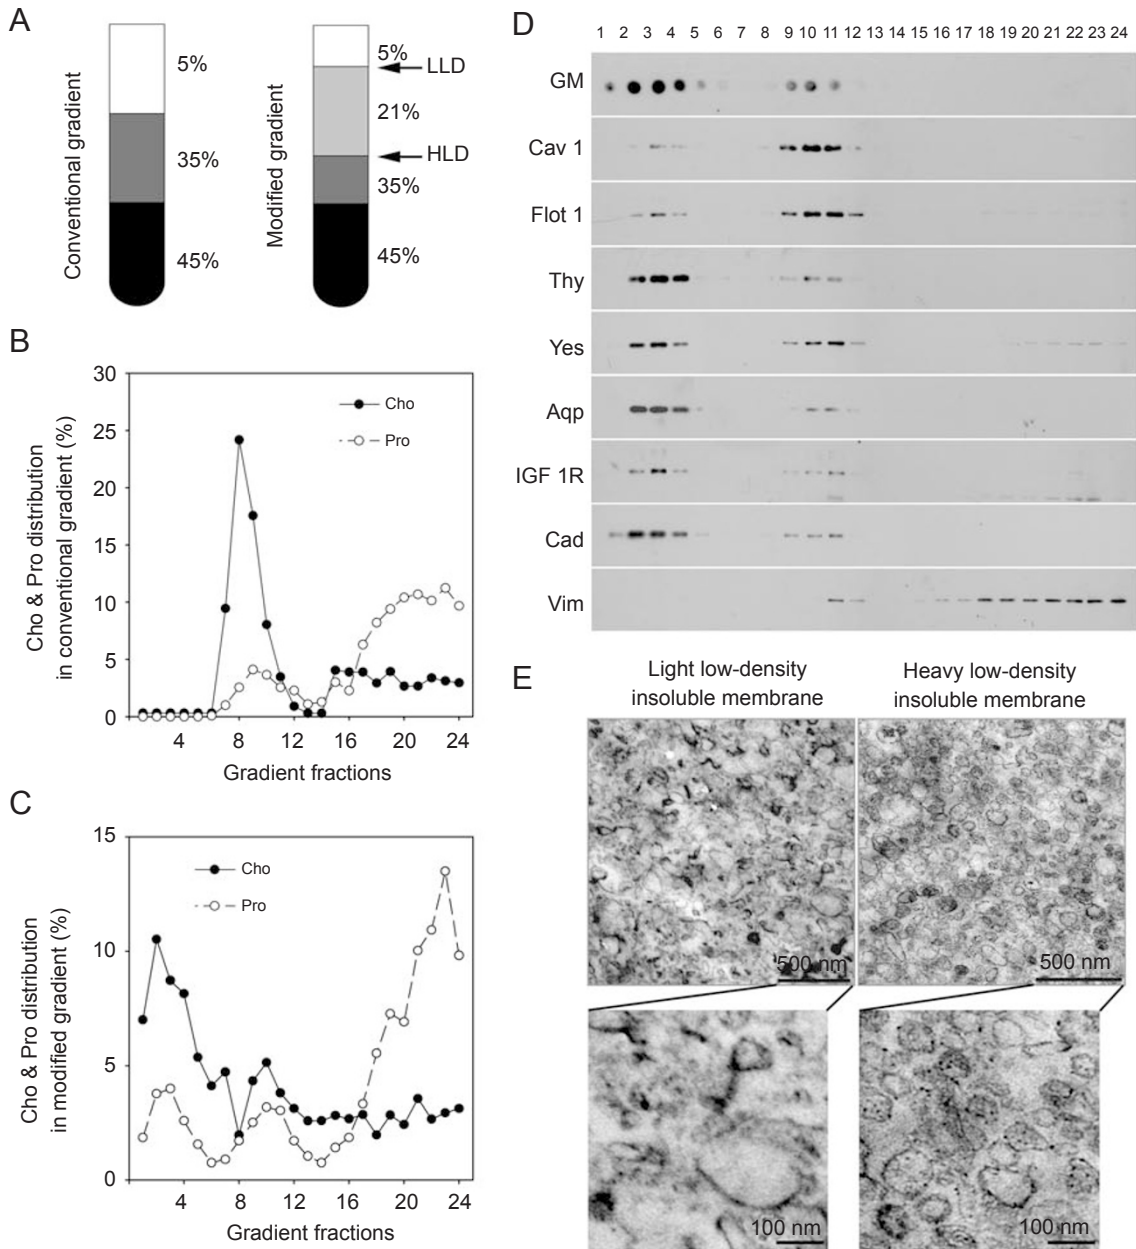 A
Conventional gradient
5%
35%
45%
Modified gradient
5%
LLD
21%
HLD
35%
45%
B
Cho & Pro distribution
in conventional gradient (%)
30
25
20
15
10
5
0
Cho
Pro
4 8 12 16 20 24
Gradient fractions
C
Cho & Pro distribution
in modified gradient (%)
15
10
5
0
Cho
Pro
4 8 12 16 20 24
Gradient fractions
D
1 2 3 4 5 6 7 8 9 10 11 12 13 14 15 16 17 18 19 20 21 22 23 24
GM
Cav 1
Flot 1
Thy
Yes
Aqp
IGF 1R
Cad
Vim
E
Light low-density
insoluble membrane
Heavy low-density
insoluble membrane
500 nm
500 nm
100 nm
100 nm